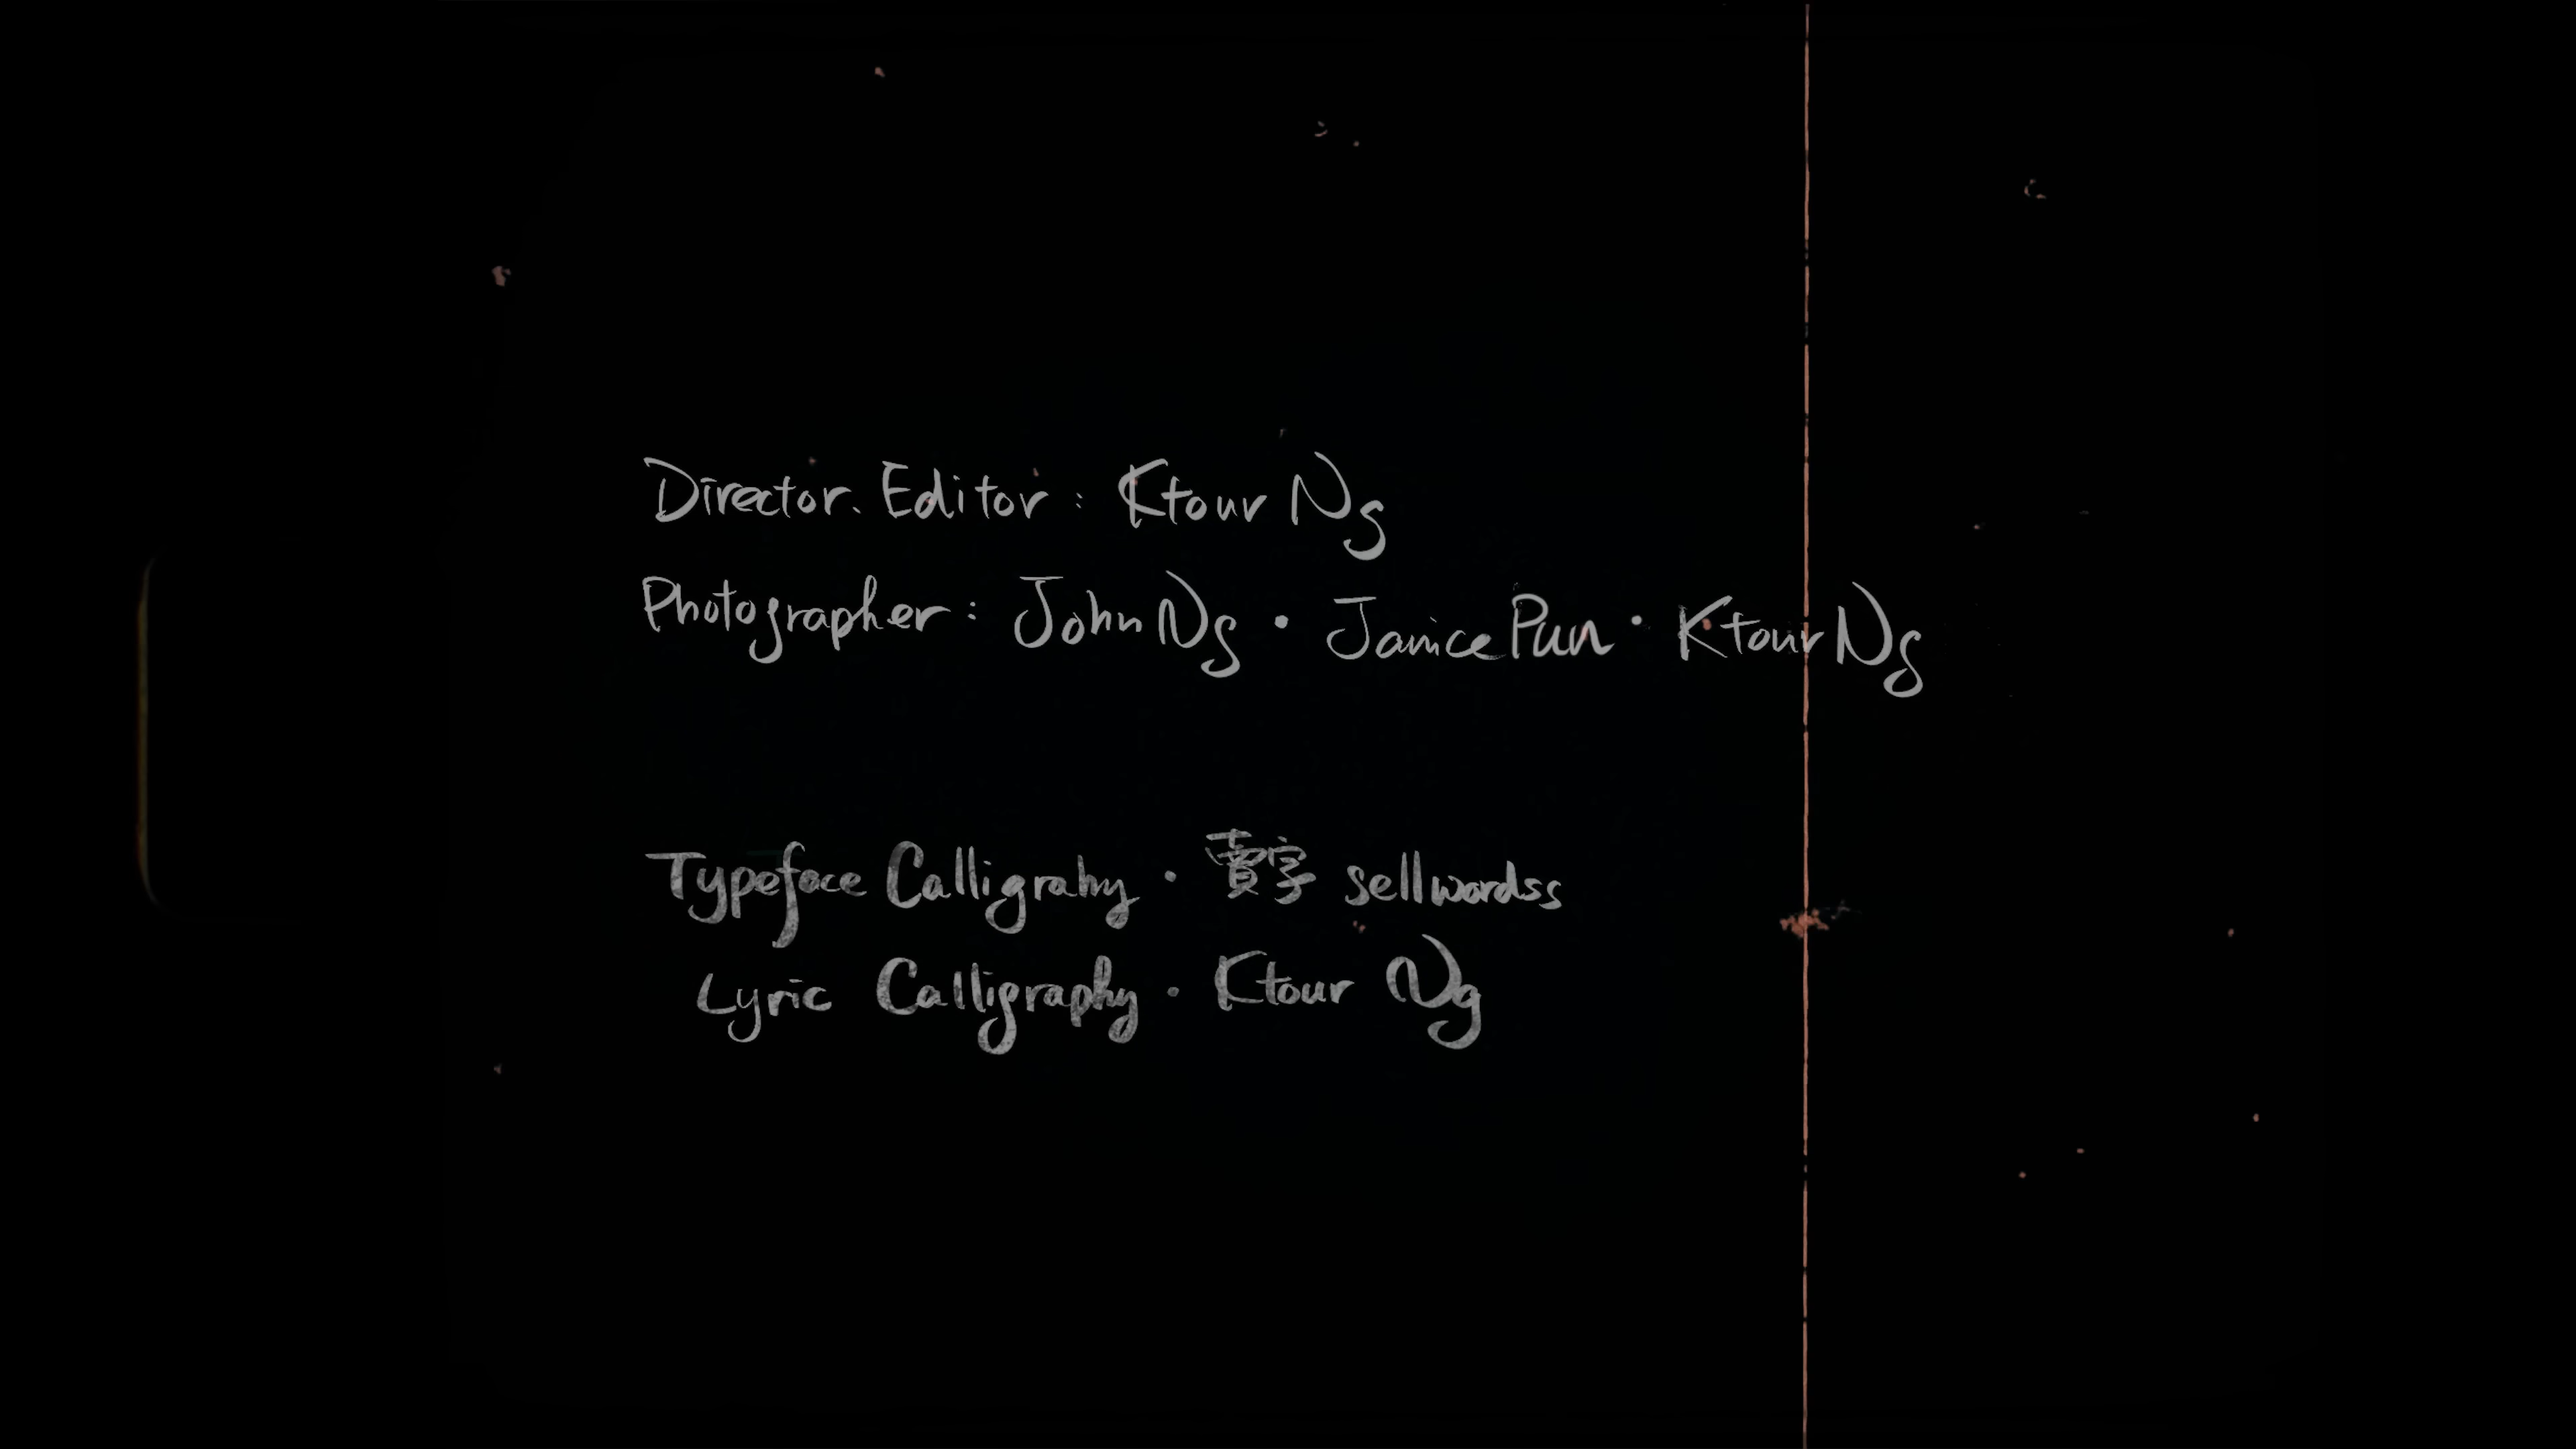 Director、Editor : Ktour Ng
Photographer : John Ng · Janice Pun · Ktour Ng
Typeface Calligrahy · 賣字 sellwordss
Lyric Calligraphy · Ktour Ng